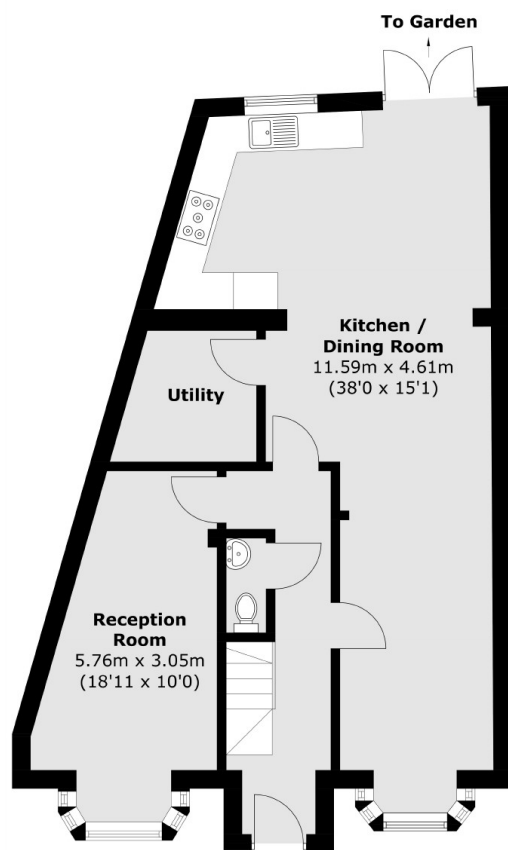 To Garden
Kitchen /
Dining Room
11.59m x 4.61m
(38'0 x 15'1)
Utility
Reception
Room
5.76m x 3.05m
(18'11 x 10'0)